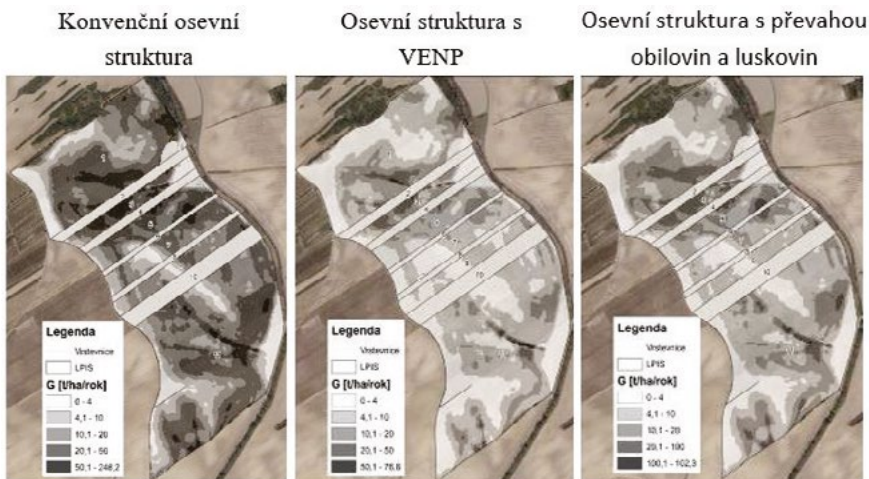 Konvenční osevní
struktura
Osevní struktura s
VENP
Osevní struktura s převahou
obilovin a luskovin
Legenda
Vrstevnice
LPIS
G [t/ha/rok]
0 - 4
4,1 - 10
10,1 - 20
20,1 - 50
50,1 - 248,2
Legenda
Vrstevnice
LPIS
G [t/ha/rok]
0 - 4
4,1 - 10
10,1 - 20
20,1 - 50
50,1 - 76,6
Legenda
Vrstevnice
LPIS
G [t/ha/rok]
0 - 4
4,1 - 10
10,1 - 20
20,1 - 100
100,1 - 102,3